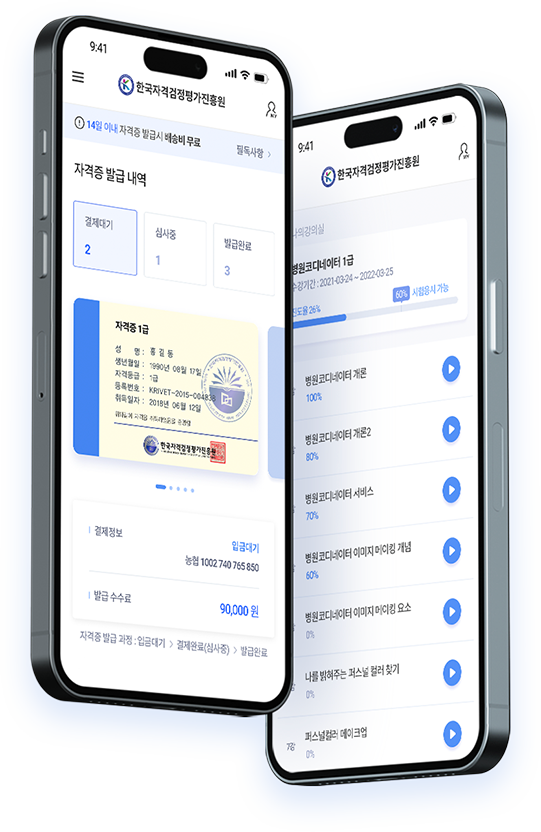 9:41
한국자격검정평가진흥원
MY
14일 이내 자격증 발급시 배송비 무료
필독사항 >
자격증 발급 내역
결제대기
2
심사중
1
발급완료
3
자격증 1급
성 명 : 홍 길 동
생년월일 : 1990년 08월 17일
자격등급 : 1급
등록번호 : KRIVET-2015-004838
취득일자 : 2018년 06월 12일
한국자격검정평가진흥원
결제정보
입금대기
농협 1002 740 765 850
발급 수수료
90,000 원
자격증 발급 과정 : 입금대기 > 결제완료(심사중) > 발급완료
9:41
한국자격검정평가진흥원
MY
나의강의실
병원코디네이터 1급
수강기간 : 2021-03-24 ~ 2022-03-25
진도율 26%
60%
시험응시 가능
병원코디네이터 개론
100%
병원코디네이터 개론2
80%
병원코디네이터 서비스
70%
병원코디네이터 이미지 메이킹 개념
60%
병원코디네이터 이미지 메이킹 요소
0%
나를 밝혀주는 퍼스널 컬러 찾기
0%
7강
퍼스널컬러 메이크업
0%